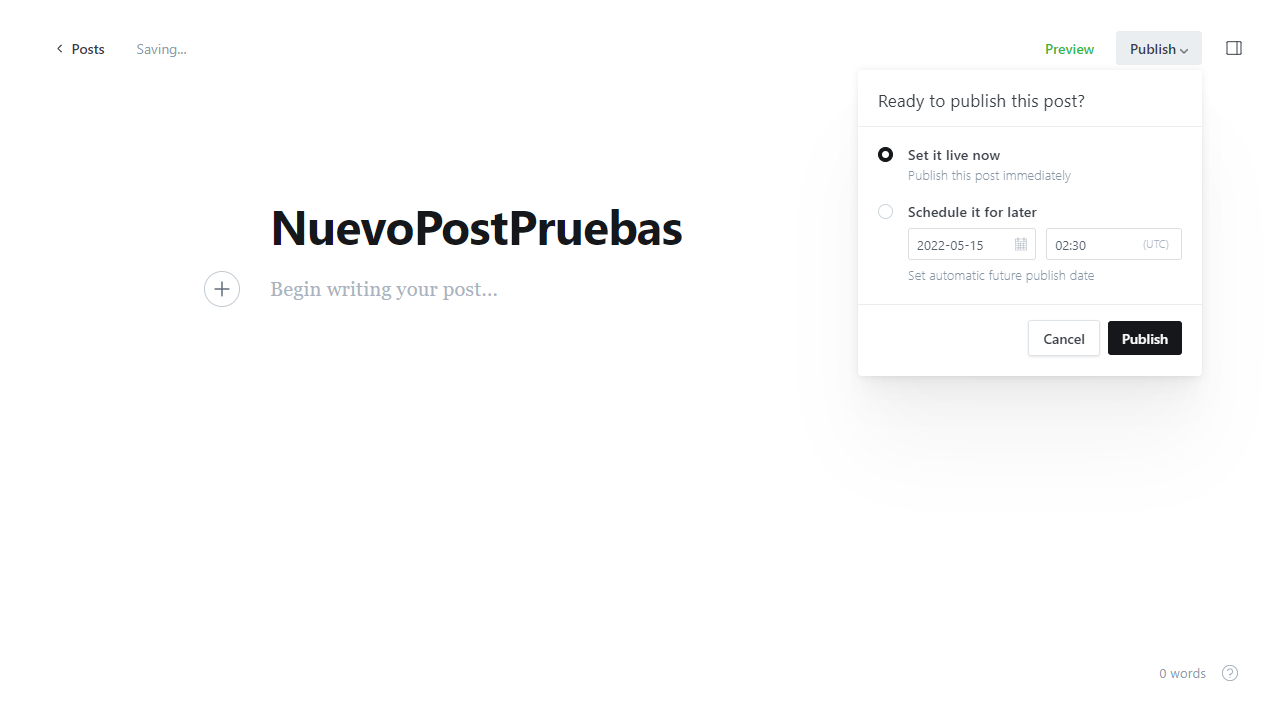 Posts
Saving...
Preview
Publish
Ready to publish this post?
Set it live now
Publish this post immediately
Schedule it for later
2022-05-15
02:30 (UTC)
Set automatic future publish date
Cancel
Publish
NuevoPostPruebas
Begin writing your post...
0 words
?